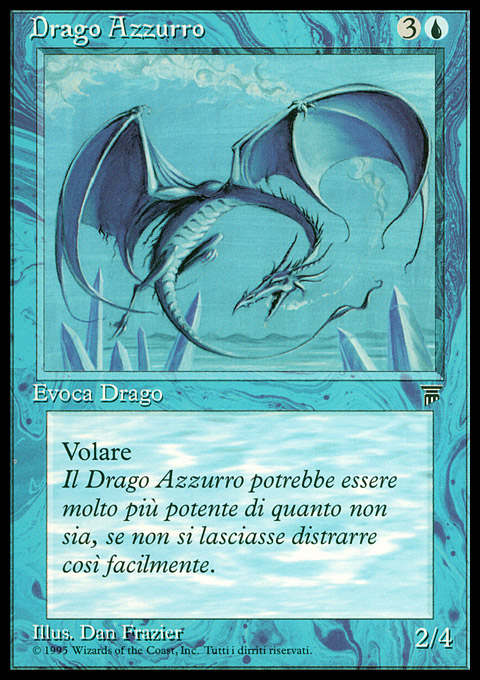 Drago Azzurro 3
Evoca Drago
Volare
Il Drago Azzurro potrebbe essere
molto più potente di quanto non
sia, se non si lasciasse distrarre
così facilmente.
Illus. Dan Frazier
2/4
© 1995 Wizards of the Coast, Inc. Tutti i dirriti riservati.